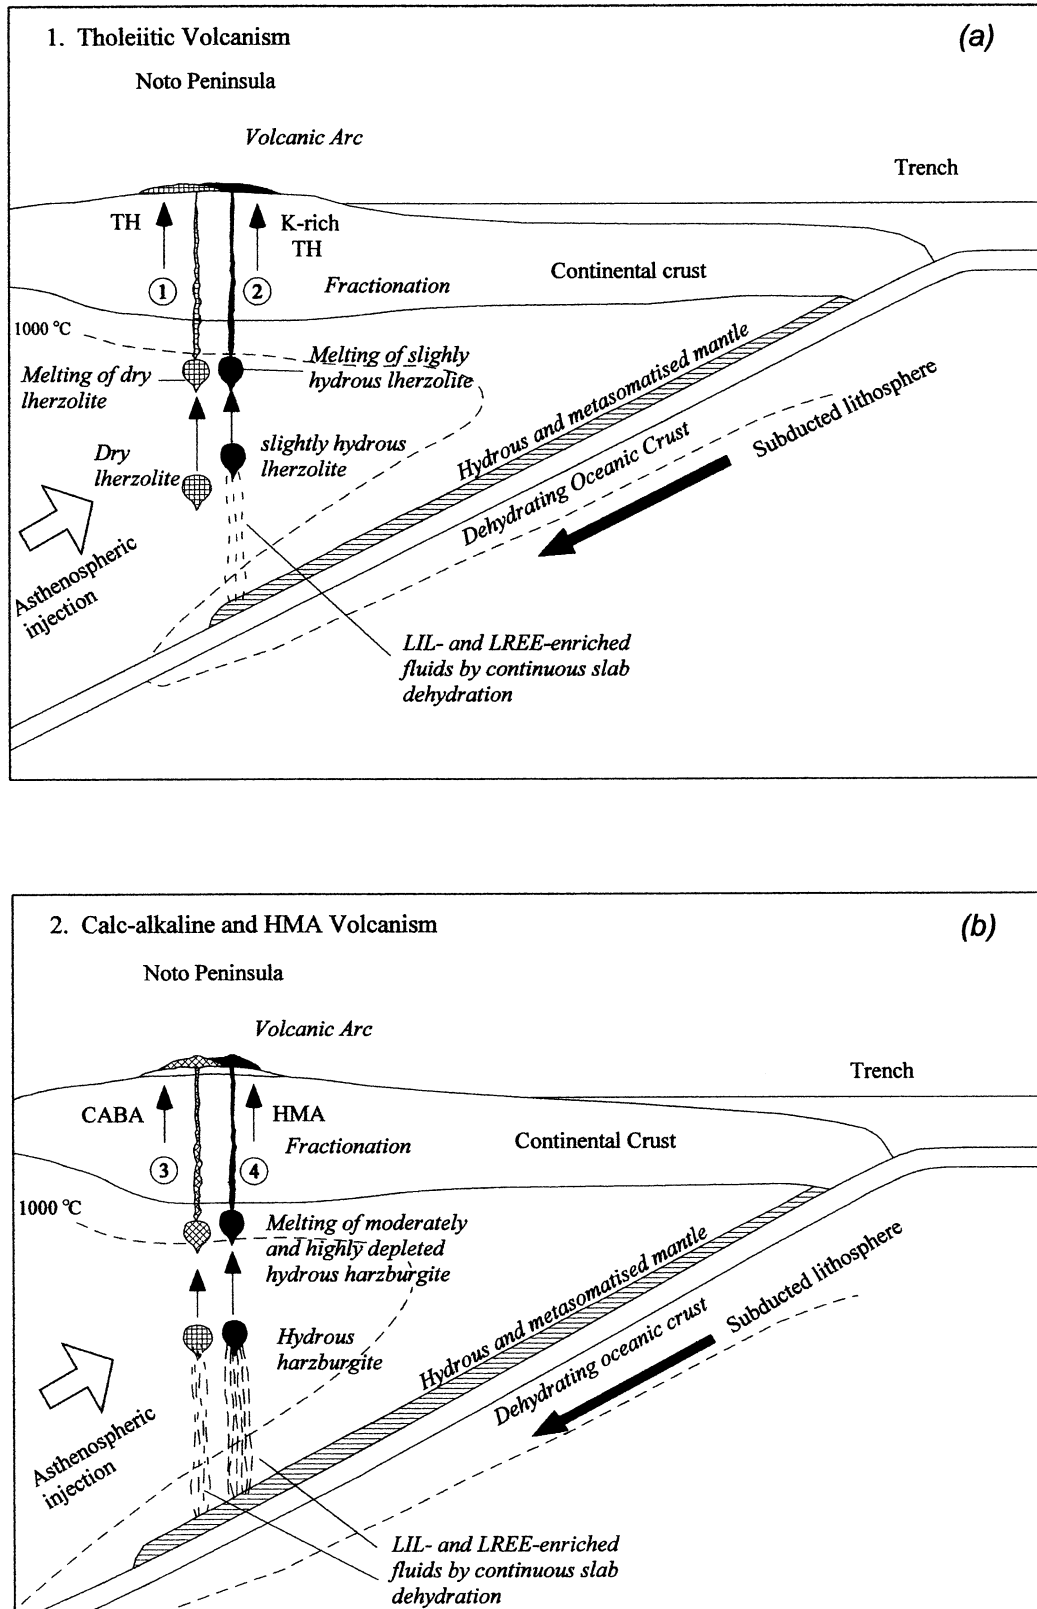 1. Tholeiitic Volcanism
(a)
Noto Peninsula
Volcanic Arc
Trench
TH
K-rich
TH
1
2
Fractionation
Continental crust
1000 °C
Melting of dry
lherzolite
Melting of slighly
hydrous lherzolite
Hydrous and metasomatised mantle
Dehydrating Oceanic Crust
Subducted lithosphere
Dry
lherzolite
slightly hydrous
lherzolite
Asthenospheric
injection
LIL- and LREE-enriched
fluids by continuous slab
dehydration
2. Calc-alkaline and HMA Volcanism
(b)
Noto Peninsula
Volcanic Arc
Trench
CABA
HMA
3
4
Fractionation
Continental Crust
1000 °C
Melting of moderately
and highly depleted
hydrous harzburgite
Hydrous and metasomatised mantle
Dehydrating oceanic crust
Subducted lithosphere
Hydrous
harzburgite
Asthenospheric
injection
LIL- and LREE-enriched
fluids by continuous slab
dehydration